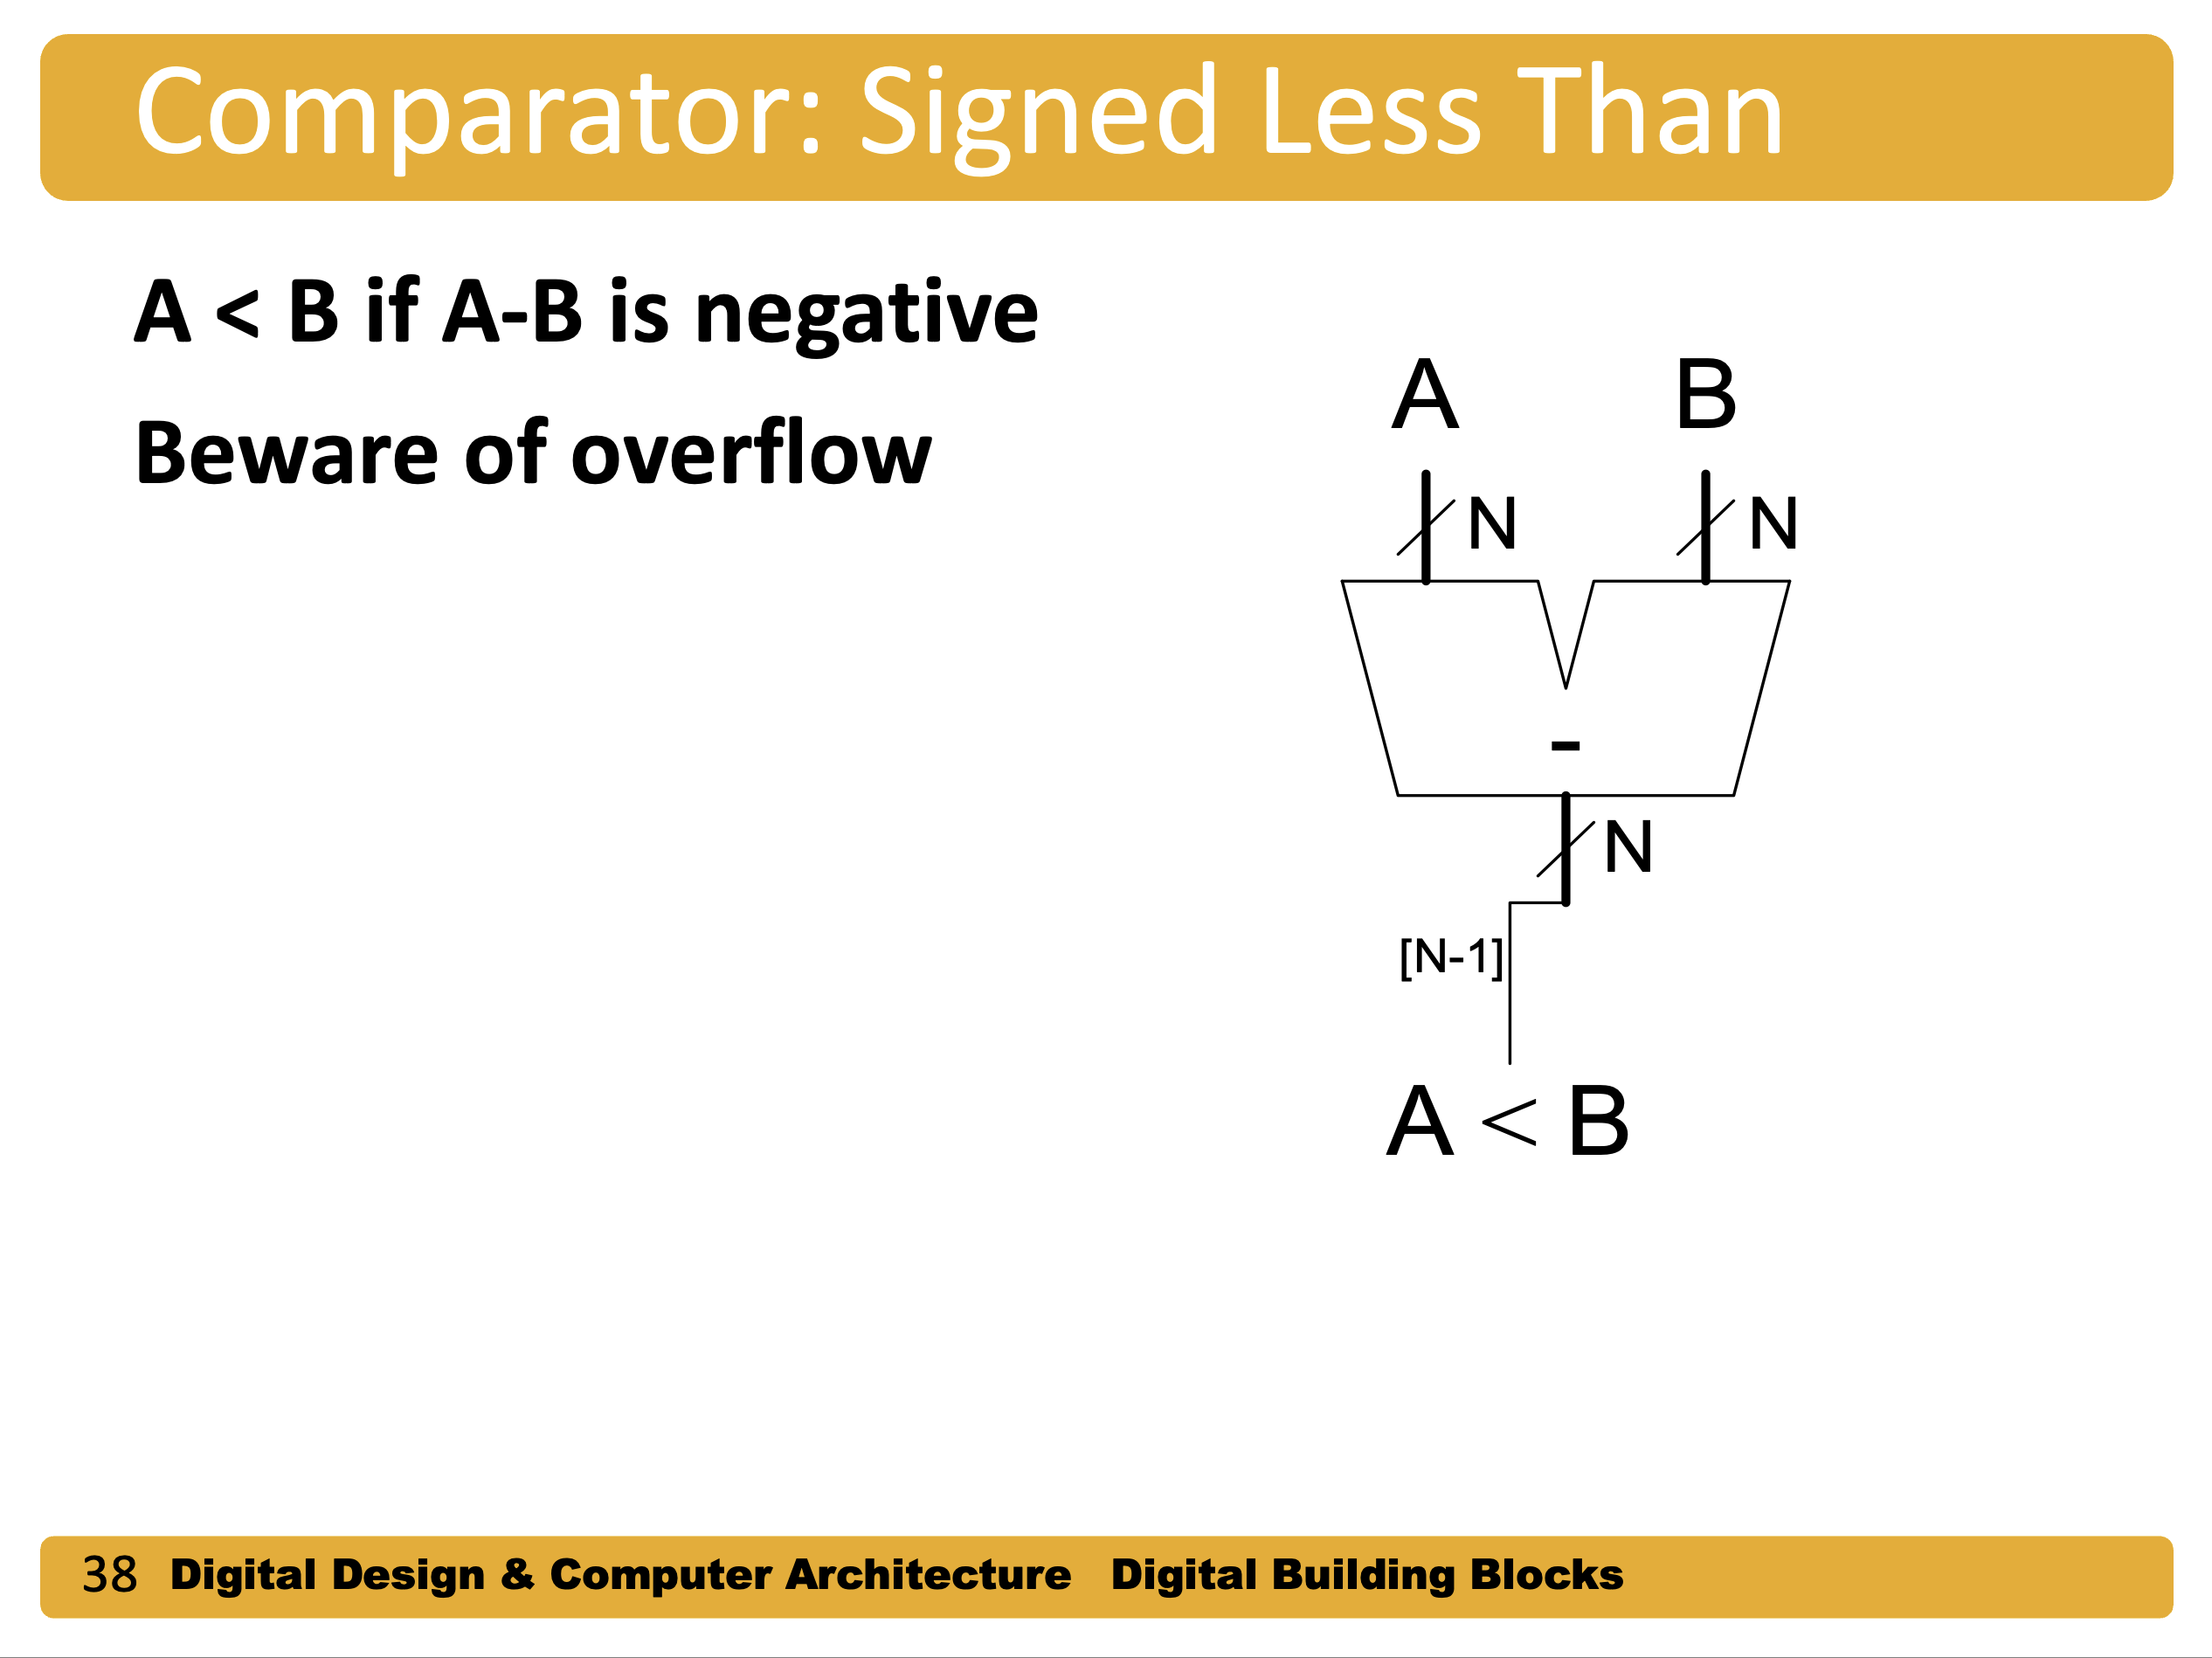 Comparator: Signed Less Than
A < B if A-B is negative
Beware of overflow
A B
N N
-
N
[N-1]
A < B
38 Digital Design & Computer Architecture Digital Building Blocks